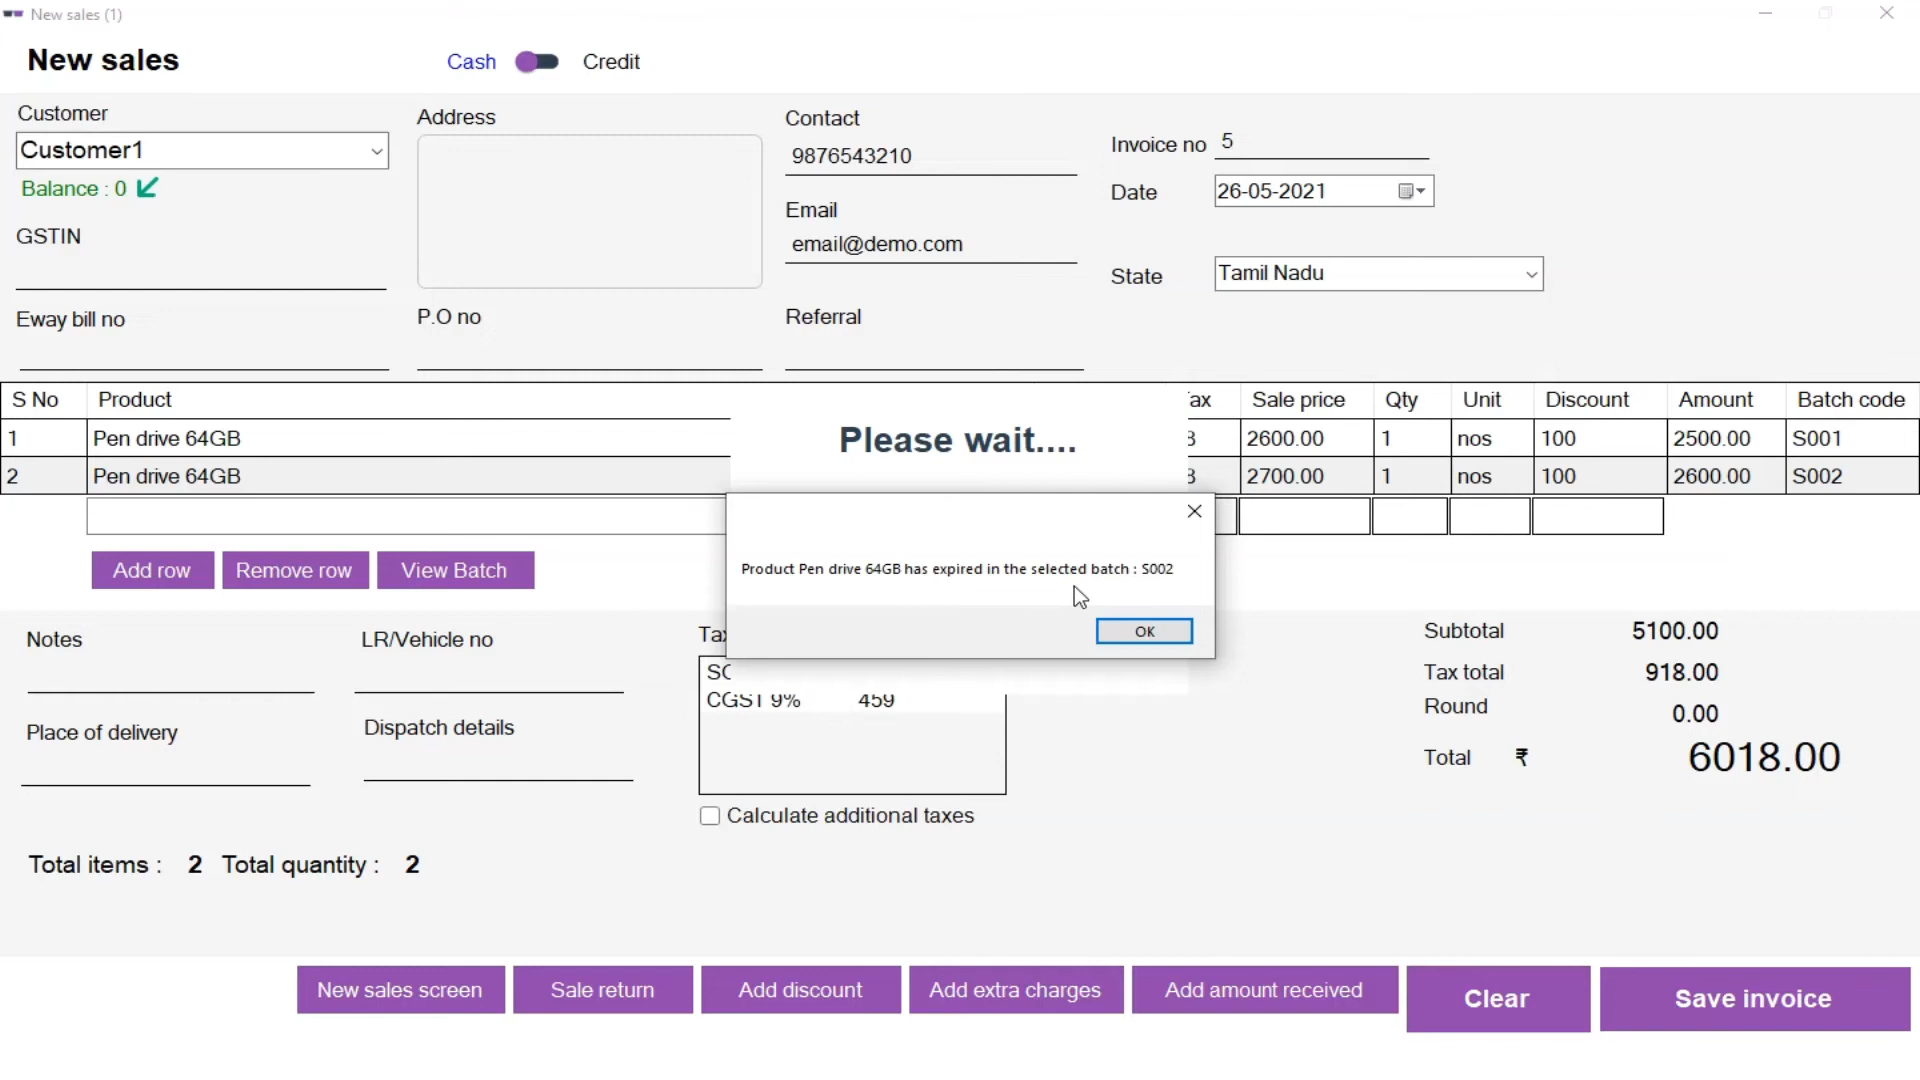 New sales (1)
New sales
Cash Credit
Customer
Customer1
Balance : 0
GSTIN
Eway bill no
Address
P.O no
Contact
9876543210
Email
email@demo.com
Referral
Invoice no 5
Date 26-05-2021
State Tamil Nadu
S No Product Sale price Qty Unit Discount Amount Batch code
1 Pen drive 64GB 2600.00 1 nos 100 2500.00 S001
2 Pen drive 64GB 2700.00 1 nos 100 2600.00 S002
Please wait....
Product Pen drive 64GB has expired in the selected batch : S002
OK
Add row Remove row View Batch
Notes
LR/Vehicle no
Place of delivery
Dispatch details
CGST 9% 459
Calculate additional taxes
Subtotal 5100.00
Tax total 918.00
Round 0.00
Total ₹ 6018.00
Total items : 2 Total quantity : 2
New sales screen Sale return Add discount Add extra charges Add amount received Clear Save invoice